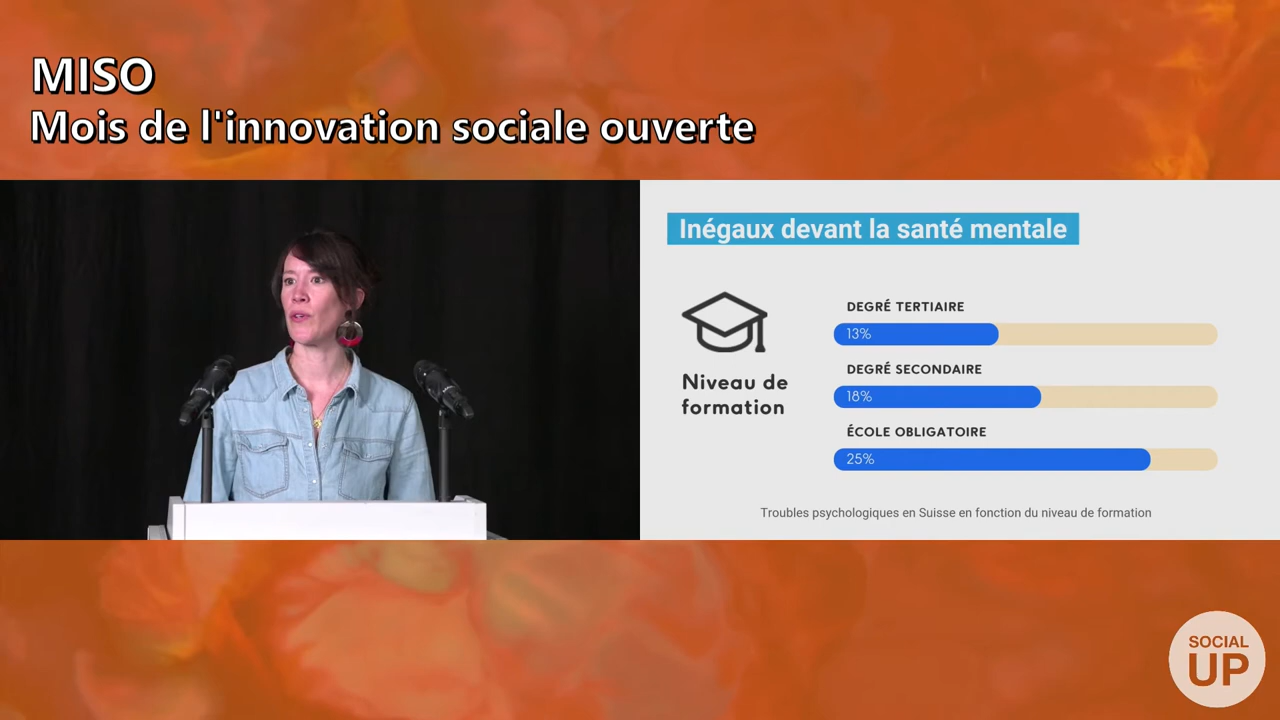 MISO
Mois de l'innovation sociale ouverte
Inégaux devant la santé mentale
Niveau de
formation
DEGRÉ TERTIAIRE
13%
DEGRÉ SECONDAIRE
18%
ÉCOLE OBLIGATOIRE
25%
Troubles psychologiques en Suisse en fonction du niveau de formation
SOCIAL
UP